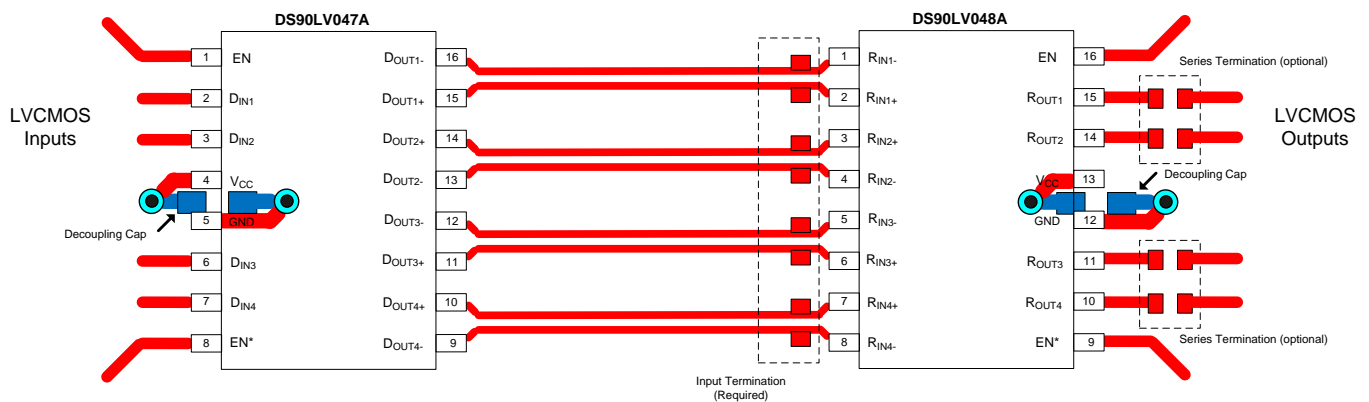 DS90LV047A
DS90LV048A
LVCMOS
Inputs
1 EN
2 DIN1
3 DIN2
4 VCC
5 GND
6 DIN3
7 DIN4
8 EN*
Decoupling Cap
DOUT1- 16
DOUT1+ 15
DOUT2+ 14
DOUT2- 13
DOUT3- 12
DOUT3+ 11
DOUT4+ 10
DOUT4- 9
Input Termination
(Required)
1 RIN1-
2 RIN1+
3 RIN2+
4 RIN2-
5 RIN3-
6 RIN3+
7 RIN4+
8 RIN4-
EN 16
ROUT1 15
ROUT2 14
VCC 13
GND 12
ROUT3 11
ROUT4 10
EN* 9
Series Termination (optional)
LVCMOS
Outputs
Decoupling Cap
Series Termination (optional)